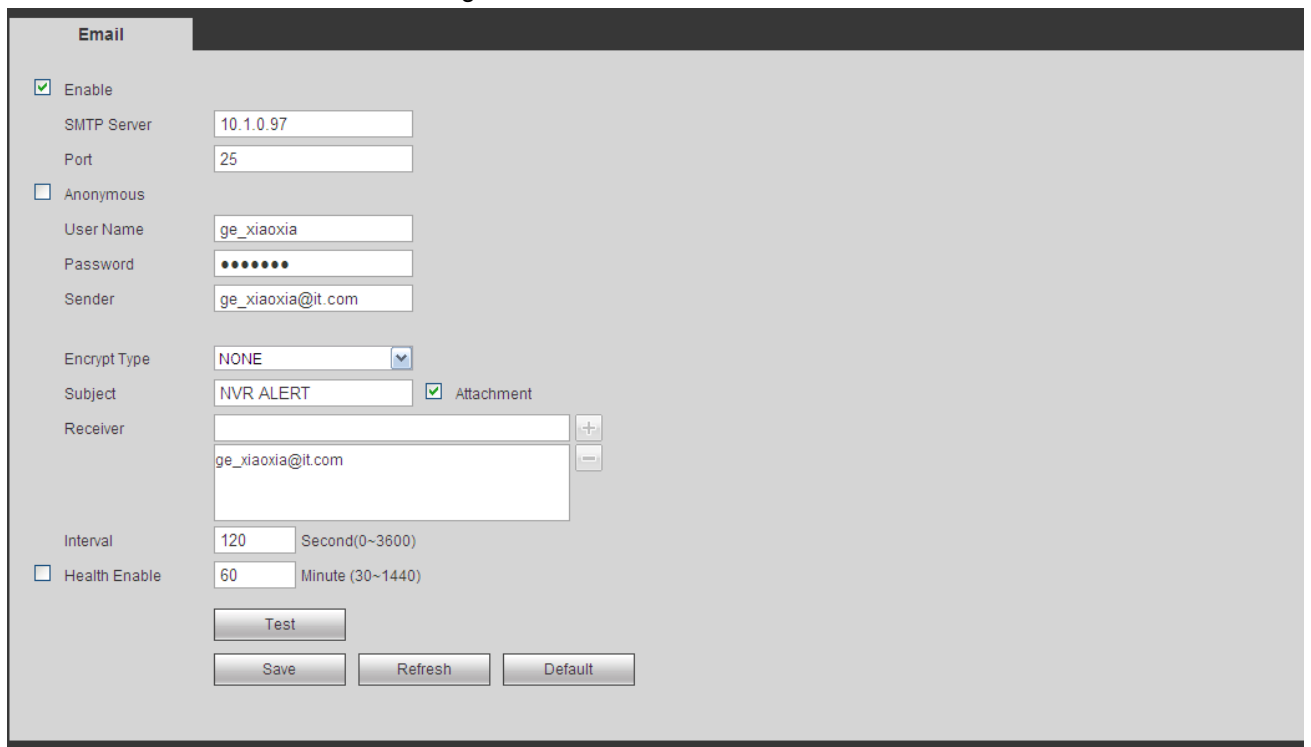 Email
Enable
SMTP Server 10.1.0.97
Port 25
Anonymous
User Name ge_xiaoxia
Password •••••••
Sender ge_xiaoxia@it.com
Encrypt Type NONE
Subject NVR ALERT Attachment
Receiver
ge_xiaoxia@it.com
Interval 120 Second(0~3600)
Health Enable 60 Minute (30~1440)
Test
Save Refresh Default